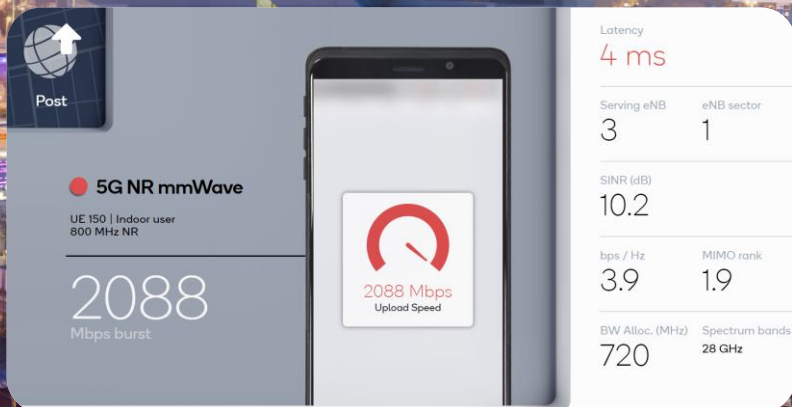 Post
5G NR mmWave
UE 150 | Indoor user
800 MHz NR
2088
Mbps burst
2088 Mbps
Upload Speed
Latency
4 ms
Serving eNB eNB sector
3 1
SINR (dB)
10.2
bps / Hz MIMO rank
3.9 1.9
BW Alloc. (MHz) Spectrum bands
720 28 GHz